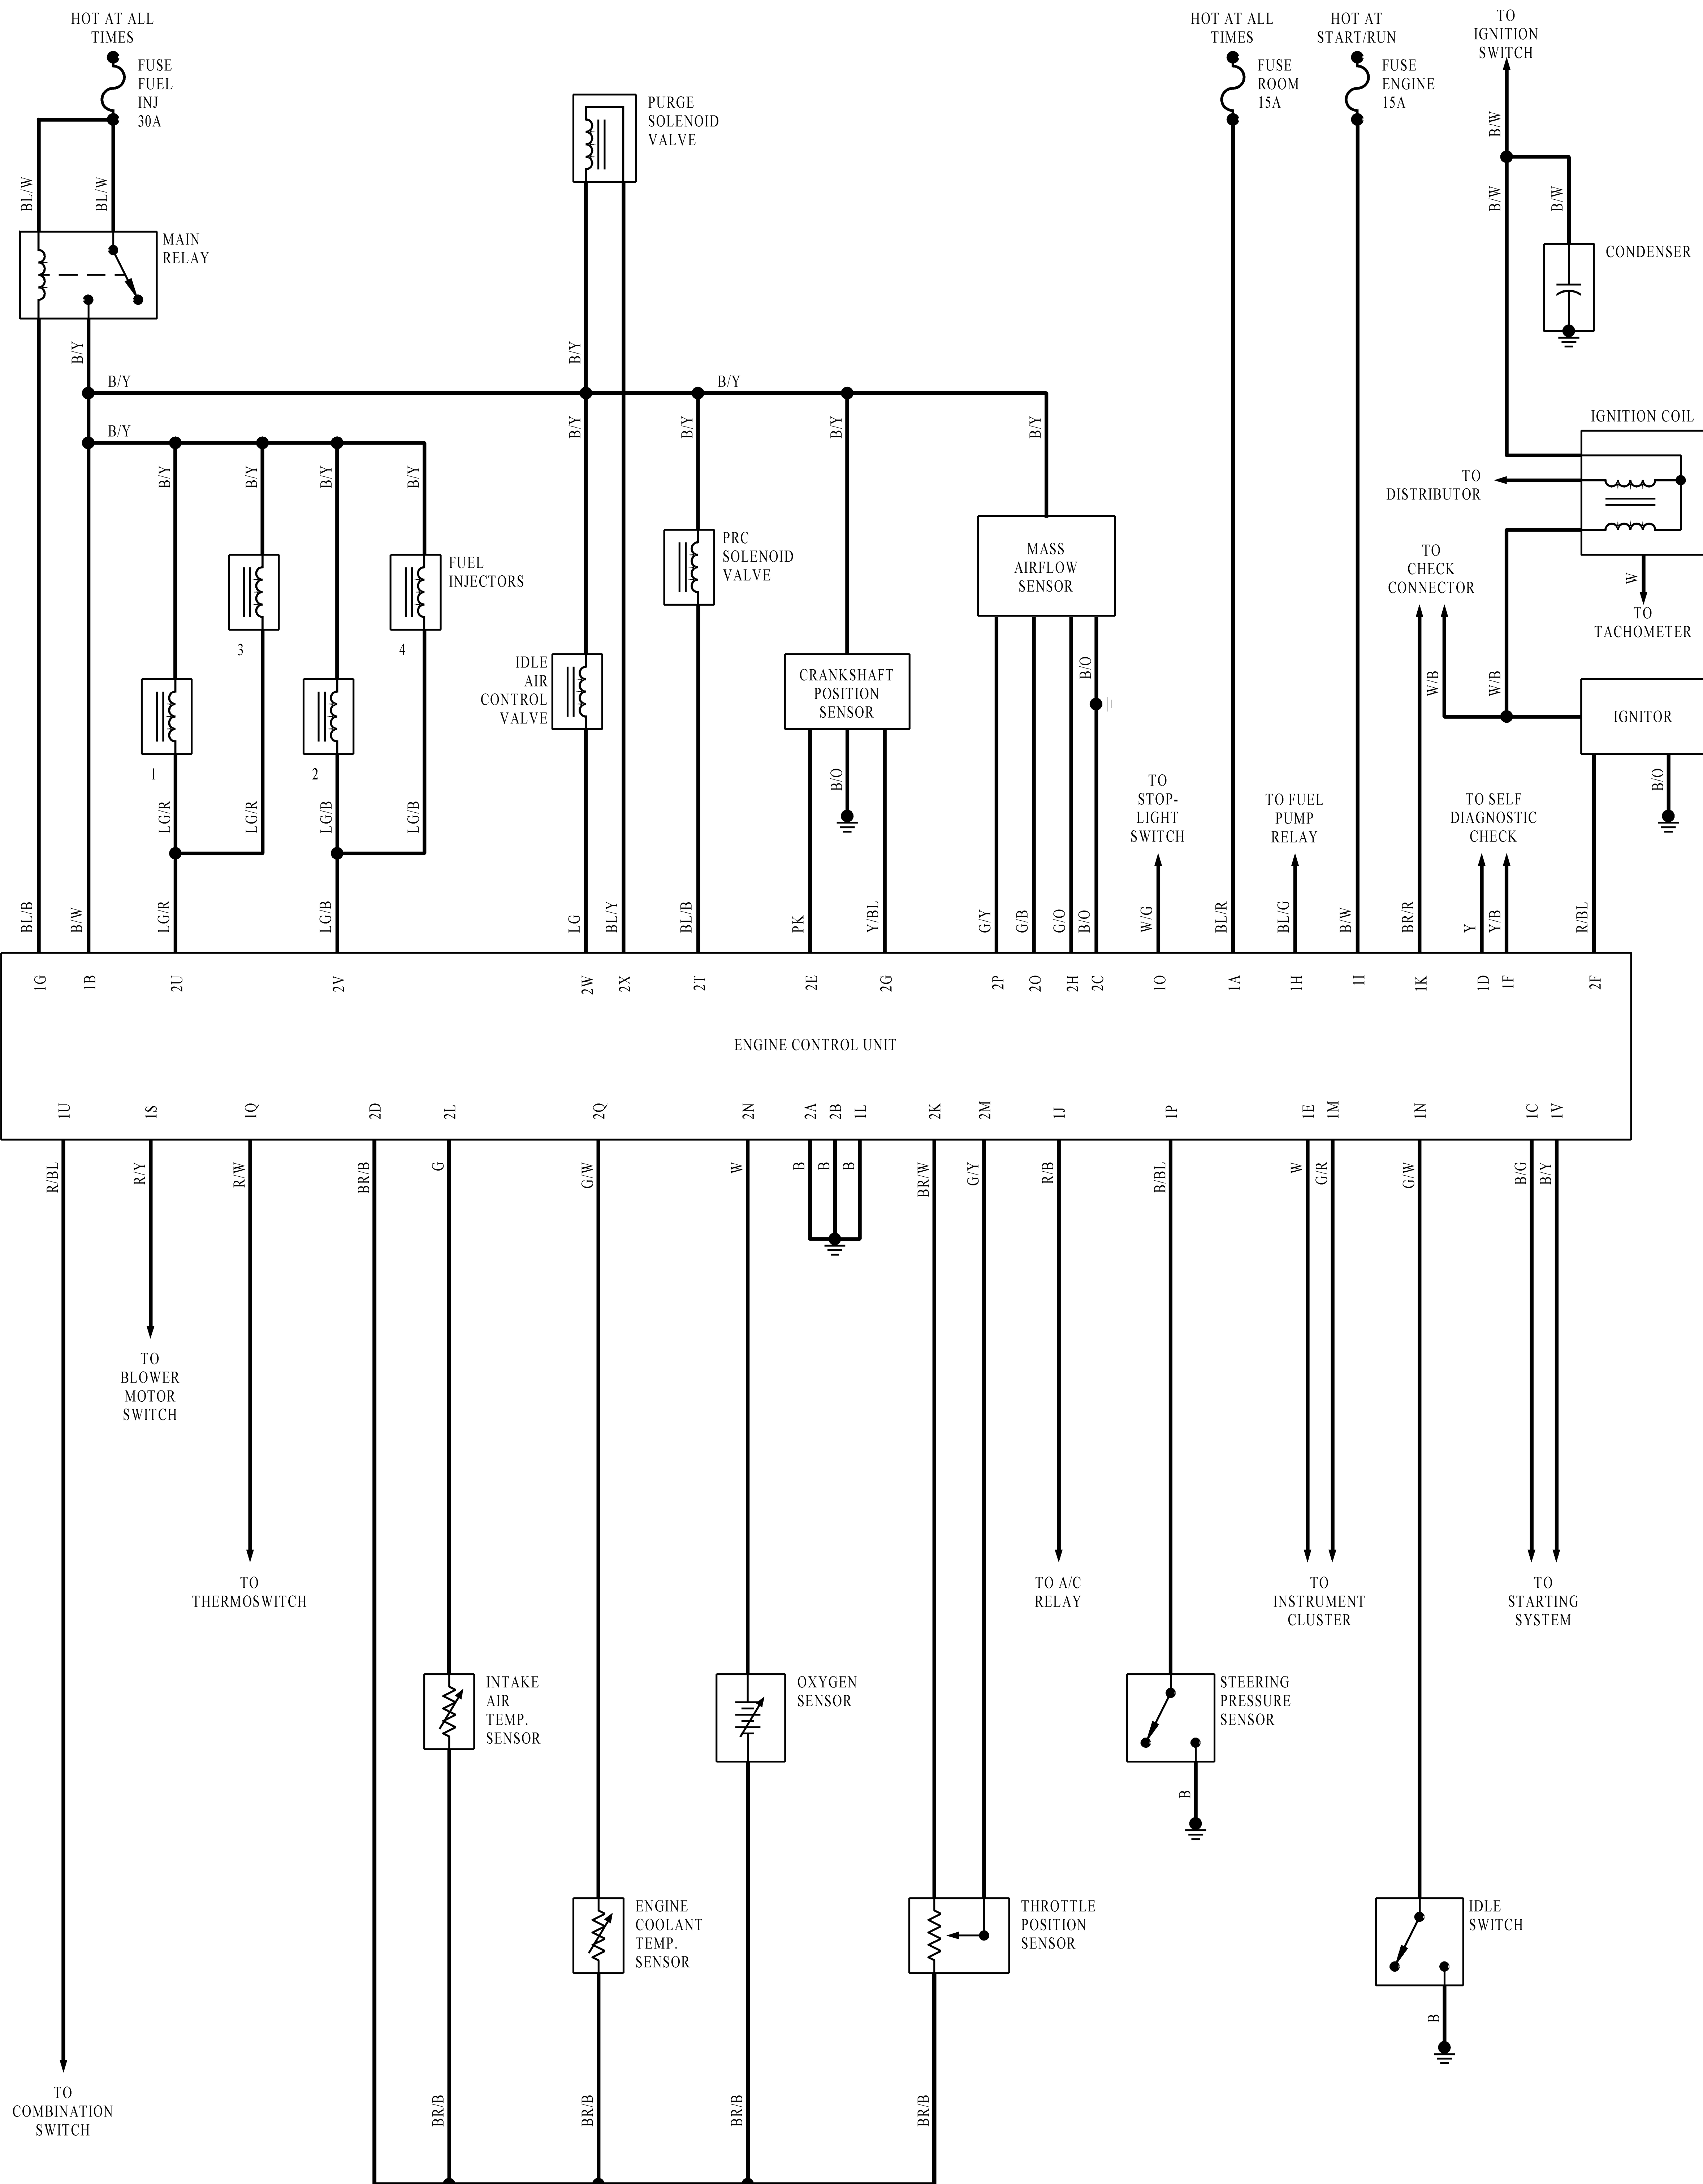 HOT AT ALL
TIMES
FUSE
FUEL
INJ
30A
BL/W
BL/W
MAIN
RELAY
PURGE
SOLENOID
VALVE
HOT AT ALL
TIMES
FUSE
ROOM
15A
HOT AT
START/RUN
FUSE
ENGINE
15A
TO
IGNITION
SWITCH
B/W
B/W
B/W
CONDENSER
B/Y
B/Y
B/Y
B/Y
B/Y
B/Y
B/Y
B/Y
B/Y
B/Y
B/Y
B/Y
B/Y
B/Y
IGNITION COIL
TO
DISTRIBUTOR
W
TO
TACHOMETER
TO
CHECK
CONNECTOR
FUEL
INJECTORS
3
4
1
2
PRC
SOLENOID
VALVE
MASS
AIRFLOW
SENSOR
IDLE
AIR
CONTROL
VALVE
CRANKSHAFT
POSITION
SENSOR
B/O
W/B
W/B
IGNITOR
B/O
B/O
LG/R
LG/R
LG/B
LG/B
TO
STOP-
LIGHT
SWITCH
TO FUEL
PUMP
RELAY
TO SELF
DIAGNOSTIC
CHECK
BL/B
B/W
LG/R
LG/B
LG
BL/Y
BL/B
PK
Y/BL
G/Y
G/B
G/O
B/O
W/G
BL/R
BL/G
B/W
BR/R
Y
Y/B
R/BL
1G
1B
2U
2V
2W
2X
2T
2E
2G
2P
2O
2H
2C
1O
1A
1H
1I
1K
1D
1F
2F
ENGINE CONTROL UNIT
1U
1S
1Q
2D
2L
2Q
2N
2A
2B
1L
2K
2M
1J
1P
1E
1M
1N
1C
1V
R/BL
R/Y
R/W
BR/B
G
G/W
W
B
B
B
BR/W
G/Y
R/B
B/BL
W
G/R
G/W
B/G
B/Y
TO
BLOWER
MOTOR
SWITCH
TO
THERMOSWITCH
TO A/C
RELAY
TO
INSTRUMENT
CLUSTER
TO
STARTING
SYSTEM
INTAKE
AIR
TEMP.
SENSOR
OXYGEN
SENSOR
STEERING
PRESSURE
SENSOR
B
ENGINE
COOLANT
TEMP.
SENSOR
THROTTLE
POSITION
SENSOR
IDLE
SWITCH
B
TO
COMBINATION
SWITCH
BR/B
BR/B
BR/B
BR/B